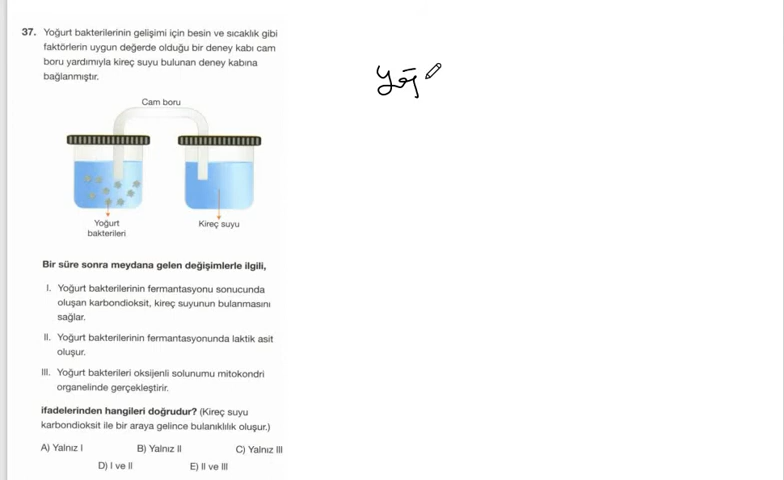 37. Yoğurt bakterilerinin gelişimi için besin ve sıcaklık gibi
faktörlerin uygun değerde olduğu bir deney kabı cam
boru yardımıyla kireç suyu bulunan deney kabına
bağlanmıştır.
Cam boru
Yoğurt
bakterileri
Kireç suyu
Bir süre sonra meydana gelen değişimlerle ilgili,
I. Yoğurt bakterilerinin fermantasyonu sonucunda
oluşan karbondioksit, kireç suyunun bulanmasını
sağlar.
II. Yoğurt bakterilerinin fermantasyonunda laktik asit
oluşur.
III. Yoğurt bakterileri oksijenli solunumu mitokondri
organelinde gerçekleştirir.
ifadelerinden hangileri doğrudur? (Kireç suyu
karbondioksit ile bir araya gelince bulanıklılık oluşur.)
A) Yalnız I B) Yalnız II C) Yalnız III
D) I ve II E) II ve III
yoğ